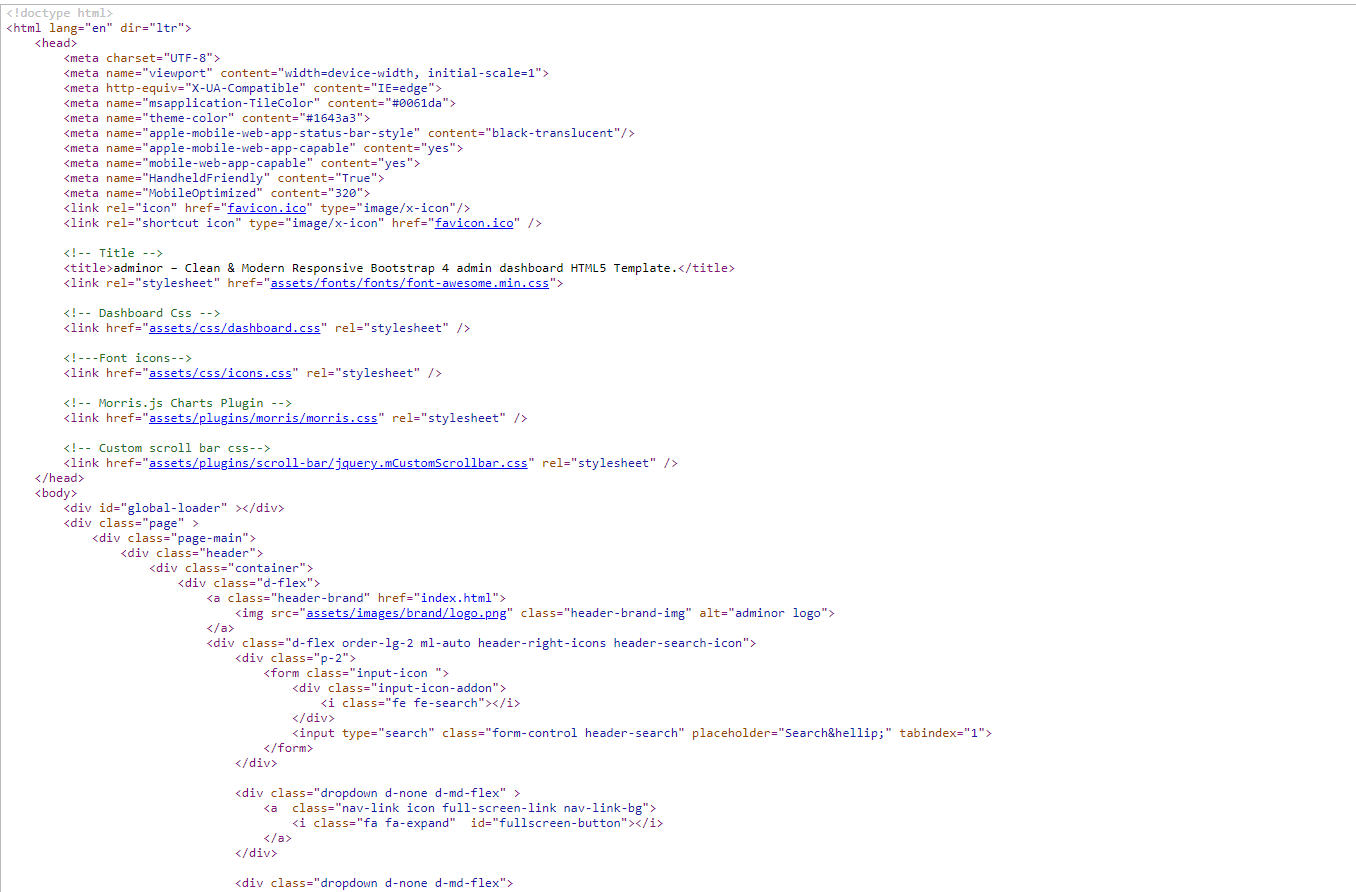 <!doctype html>
<html lang="en" dir="ltr">
<head>
<meta charset="UTF-8">
<meta name="viewport" content="width=device-width, initial-scale=1">
<meta http-equiv="X-UA-Compatible" content="IE=edge">
<meta name="msapplication-TileColor" content="#0061da">
<meta name="theme-color" content="#1643a3">
<meta name="apple-mobile-web-app-status-bar-style" content="black-translucent"/>
<meta name="apple-mobile-web-app-capable" content="yes">
<meta name="mobile-web-app-capable" content="yes">
<meta name="HandheldFriendly" content="True">
<meta name="MobileOptimized" content="320">
<link rel="icon" href="favicon.ico" type="image/x-icon"/>
<link rel="shortcut icon" type="image/x-icon" href="favicon.ico" />
<!-- Title -->
<title>adminor – Clean & Modern Responsive Bootstrap 4 admin dashboard HTML5 Template.</title>
<link rel="stylesheet" href="assets/fonts/fonts/font-awesome.min.css">
<!-- Dashboard Css -->
<link href="assets/css/dashboard.css" rel="stylesheet" />
<!---Font icons-->
<link href="assets/css/icons.css" rel="stylesheet" />
<!-- Morris.js Charts Plugin -->
<link href="assets/plugins/morris/morris.css" rel="stylesheet" />
<!-- Custom scroll bar css-->
<link href="assets/plugins/scroll-bar/jquery.mCustomScrollbar.css" rel="stylesheet" />
</head>
<body>
<div id="global-loader" ></div>
<div class="page" >
<div class="page-main">
<div class="header">
<div class="container">
<div class="d-flex">
<a class="header-brand" href="index.html">
<img src="assets/images/brand/logo.png" class="header-brand-img" alt="adminor logo">
</a>
<div class="d-flex order-lg-2 ml-auto header-right-icons header-search-icon">
<div class="p-2">
<form class="input-icon ">
<div class="input-icon-addon">
<i class="fe fe-search"></i>
</div>
<input type="search" class="form-control header-search" placeholder="Search&hellip;" tabindex="1">
</form>
</div>
<div class="dropdown d-none d-md-flex" >
<a  class="nav-link icon full-screen-link nav-link-bg">
<i class="fa fa-expand"  id="fullscreen-button"></i>
</a>
</div>
<div class="dropdown d-none d-md-flex">